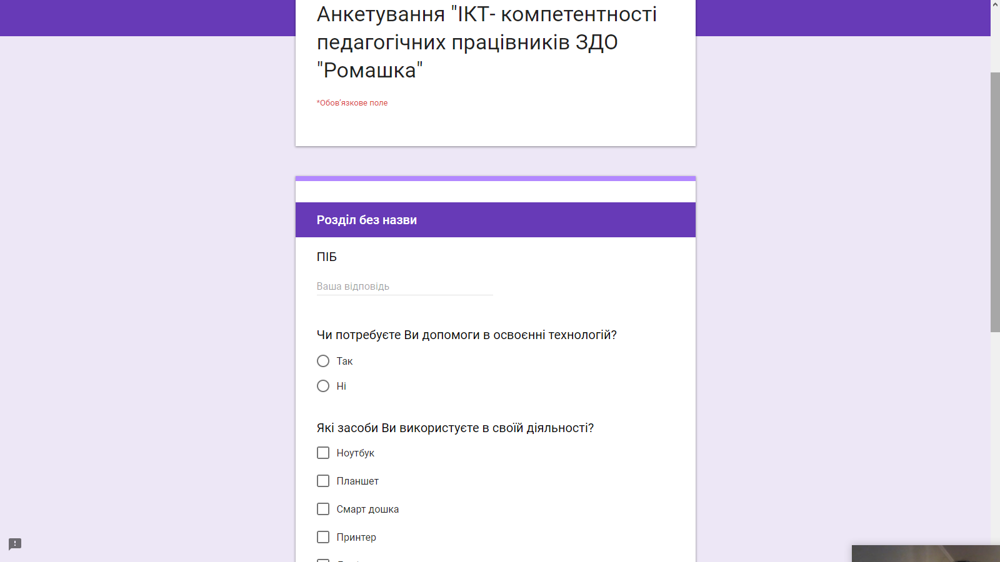 Анкетування "ІКТ- компетентності
педагогічних працівників ЗДО
"Ромашка"
*Обов'язкове поле
Розділ без назви
ПІБ
Ваша відповідь
Чи потребуєте Ви допомоги в освоєнні технологій?
Так
Ні
Які засоби Ви використуєте в своїй діяльності?
Ноутбук
Планшет
Смарт дошка
Принтер